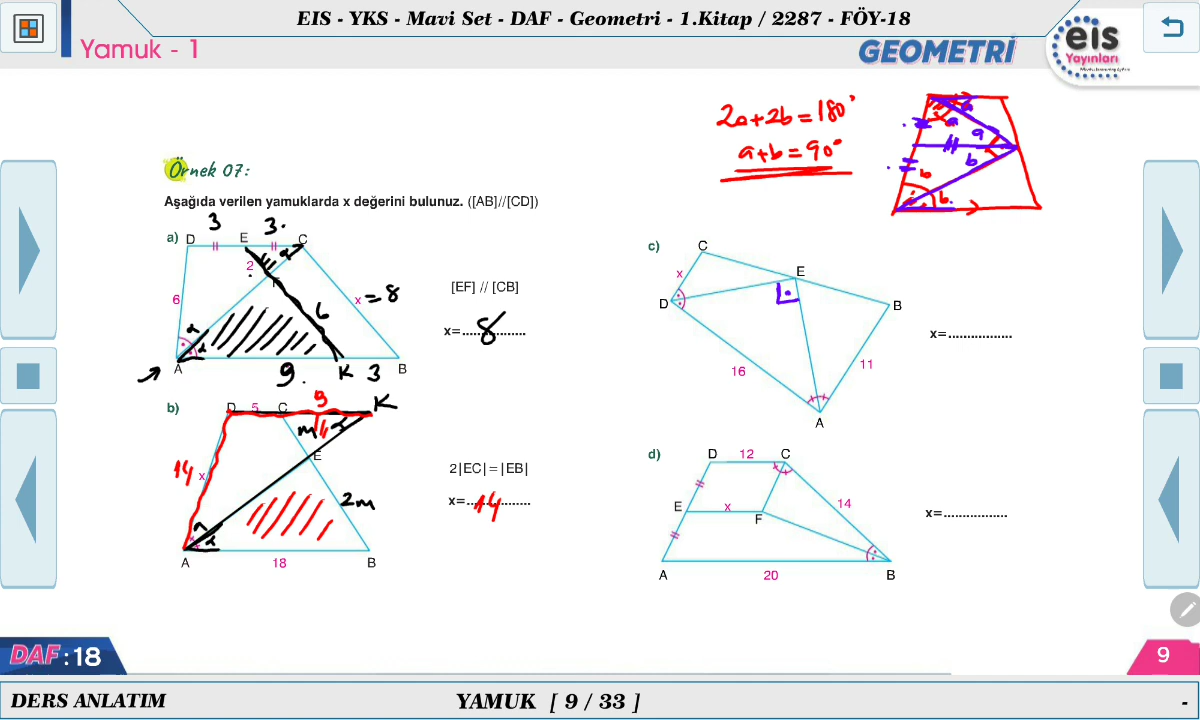 EIS - YKS - Mavi Set - DAF - Geometri - 1.Kitap / 2287 - FÖY-18
Yamuk - 1
GEOMETRİ
eis
Yayınları
2a+2b=180°
a+b=90°
a
a
a
b
b
b
Örnek 07:
Aşağıda verilen yamuklarda x değerini bulunuz. ([AB]//[CD])
3 3
a) D E C
2
6
6
x = 8
[EF] // [CB]
x=.......8.........
A 9 K 3 B
c)
C
x
E
D
B
16
11
A
x=.................
b)
D 5 C 9 K
m 4
E
14 x
2m
2|EC|=|EB|
x=...14..............
A 18 B
d)
D 12 C
14
E x F
A 20 B
x=.................
DAF:18
9
DERS ANLATIM
YAMUK [ 9 / 33 ]
-